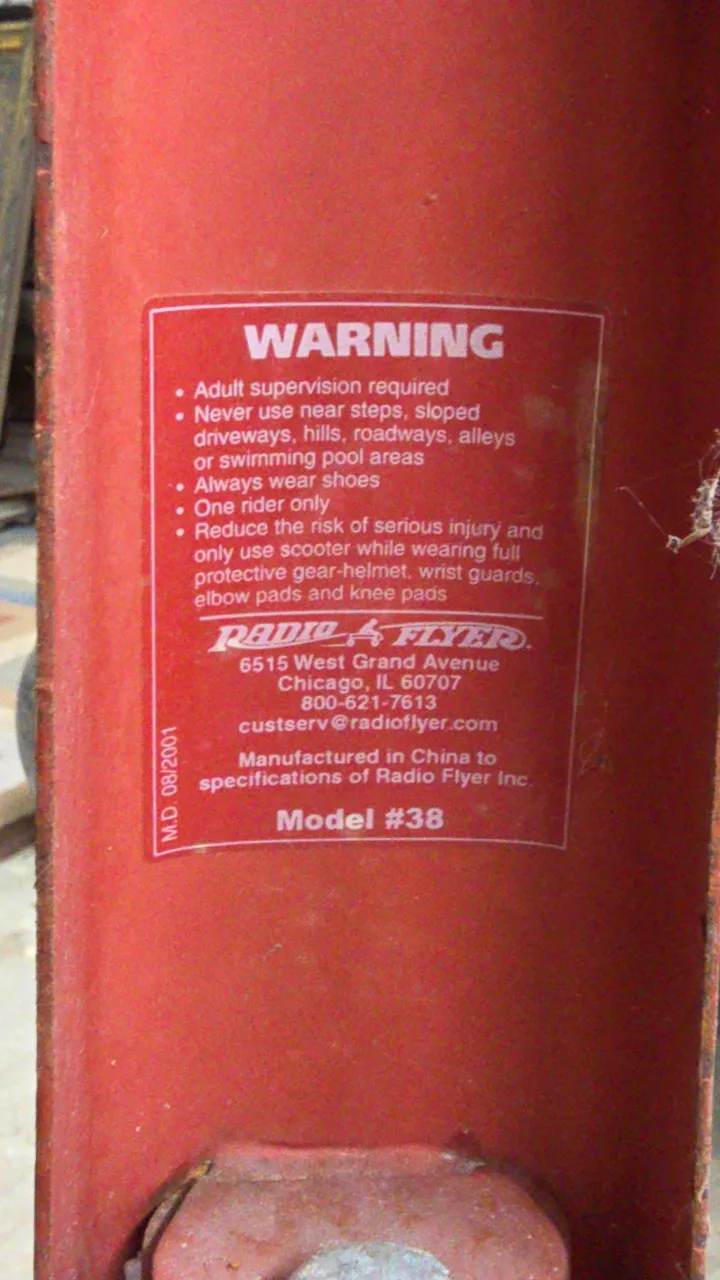 WARNING
• Adult supervision required
• Never use near steps, sloped
driveways, hills, roadways, alleys
or swimming pool areas
• Always wear shoes
• One rider only
• Reduce the risk of serious injury and
only use scooter while wearing full
protective gear-helmet, wrist guards,
elbow pads and knee pads
RADIO FLYER.
6515 West Grand Avenue
Chicago, IL 60707
800-621-7613
custserv@radioflyer.com
Manufactured in China to
specifications of Radio Flyer Inc.
Model #38
M.D. 08/2001